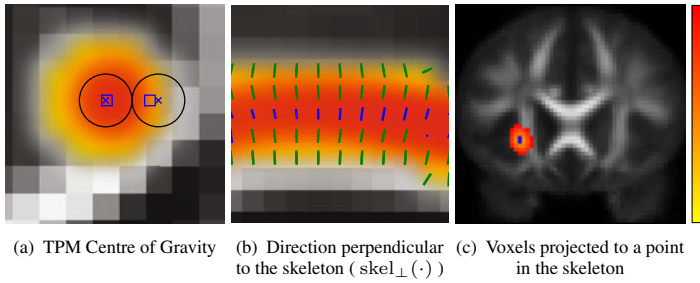 (a) TPM Centre of Gravity
(b) Direction perpendicular
to the skeleton ( skel⊥(·) )
(c) Voxels projected to a point
in the skeleton